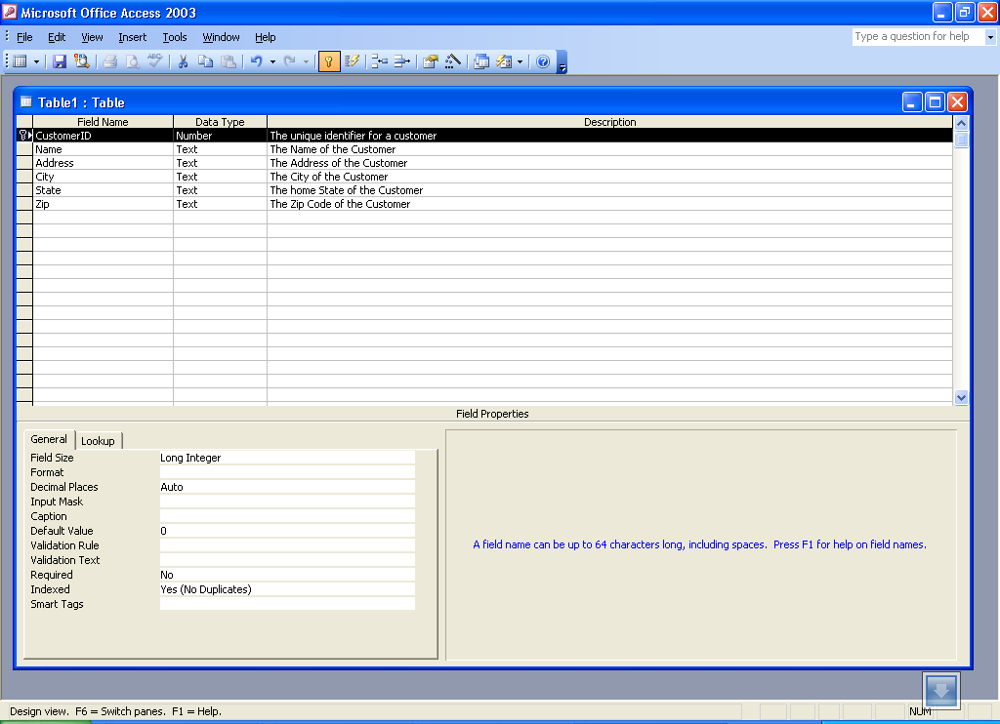 Microsoft Office Access 2003
File Edit View Insert Tools Window Help Type a question for help
ABC
Table1 : Table
Field Name Data Type Description
CustomerID Number The unique identifier for a customer
Name Text The Name of the Customer
Address Text The Address of the Customer
City Text The City of the Customer
State Text The home State of the Customer
Zip Text The Zip Code of the Customer
Field Properties
General Lookup
Field Size Long Integer
Format
Decimal Places Auto
Input Mask
Caption
Default Value 0
Validation Rule
Validation Text
Required No
Indexed Yes (No Duplicates)
Smart Tags
A field name can be up to 64 characters long, including spaces. Press F1 for help on field names.
Design view. F6 = Switch panes. F1 = Help. NUM